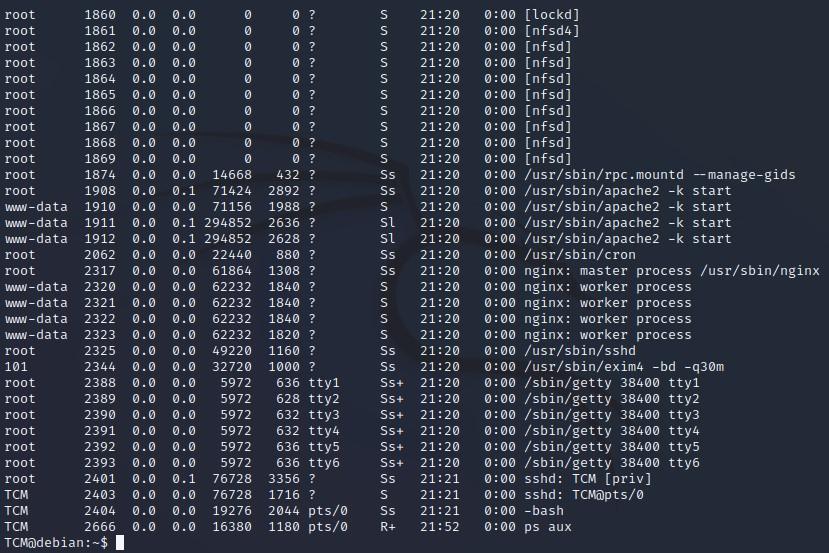 root 1860 0.0 0.0 0 0 ? S 21:20 0:00 [lockd]
root 1861 0.0 0.0 0 0 ? S 21:20 0:00 [nfsd4]
root 1862 0.0 0.0 0 0 ? S 21:20 0:00 [nfsd]
root 1863 0.0 0.0 0 0 ? S 21:20 0:00 [nfsd]
root 1864 0.0 0.0 0 0 ? S 21:20 0:00 [nfsd]
root 1865 0.0 0.0 0 0 ? S 21:20 0:00 [nfsd]
root 1866 0.0 0.0 0 0 ? S 21:20 0:00 [nfsd]
root 1867 0.0 0.0 0 0 ? S 21:20 0:00 [nfsd]
root 1868 0.0 0.0 0 0 ? S 21:20 0:00 [nfsd]
root 1869 0.0 0.0 0 0 ? S 21:20 0:00 [nfsd]
root 1874 0.0 0.0 14668 432 ? Ss 21:20 0:00 /usr/sbin/rpc.mountd --manage-gids
root 1908 0.0 0.1 71424 2892 ? Ss 21:20 0:00 /usr/sbin/apache2 -k start
www-data 1910 0.0 0.0 71156 1988 ? S 21:20 0:00 /usr/sbin/apache2 -k start
www-data 1911 0.0 0.1 294852 2636 ? Sl 21:20 0:00 /usr/sbin/apache2 -k start
www-data 1912 0.0 0.1 294852 2628 ? Sl 21:20 0:00 /usr/sbin/apache2 -k start
root 2062 0.0 0.0 22440 880 ? Ss 21:20 0:00 /usr/sbin/cron
root 2317 0.0 0.0 61864 1308 ? Ss 21:20 0:00 nginx: master process /usr/sbin/nginx
www-data 2320 0.0 0.0 62232 1840 ? S 21:20 0:00 nginx: worker process
www-data 2321 0.0 0.0 62232 1840 ? S 21:20 0:00 nginx: worker process
www-data 2322 0.0 0.0 62232 1840 ? S 21:20 0:00 nginx: worker process
www-data 2323 0.0 0.0 62232 1820 ? S 21:20 0:00 nginx: worker process
root 2325 0.0 0.0 49220 1160 ? Ss 21:20 0:00 /usr/sbin/sshd
101 2344 0.0 0.0 32720 1000 ? Ss 21:20 0:00 /usr/sbin/exim4 -bd -q30m
root 2388 0.0 0.0 5972 636 tty1 Ss+ 21:20 0:00 /sbin/getty 38400 tty1
root 2389 0.0 0.0 5972 628 tty2 Ss+ 21:20 0:00 /sbin/getty 38400 tty2
root 2390 0.0 0.0 5972 632 tty3 Ss+ 21:20 0:00 /sbin/getty 38400 tty3
root 2391 0.0 0.0 5972 632 tty4 Ss+ 21:20 0:00 /sbin/getty 38400 tty4
root 2392 0.0 0.0 5972 632 tty5 Ss+ 21:20 0:00 /sbin/getty 38400 tty5
root 2393 0.0 0.0 5972 632 tty6 Ss+ 21:20 0:00 /sbin/getty 38400 tty6
root 2401 0.0 0.1 76728 3356 ? Ss 21:21 0:00 sshd: TCM [priv]
TCM 2403 0.0 0.0 76728 1716 ? S 21:21 0:00 sshd: TCM@pts/0
TCM 2404 0.0 0.0 19276 2044 pts/0 Ss 21:21 0:00 -bash
TCM 2666 0.0 0.0 16380 1180 pts/0 R+ 21:52 0:00 ps aux
TCM@debian:~$